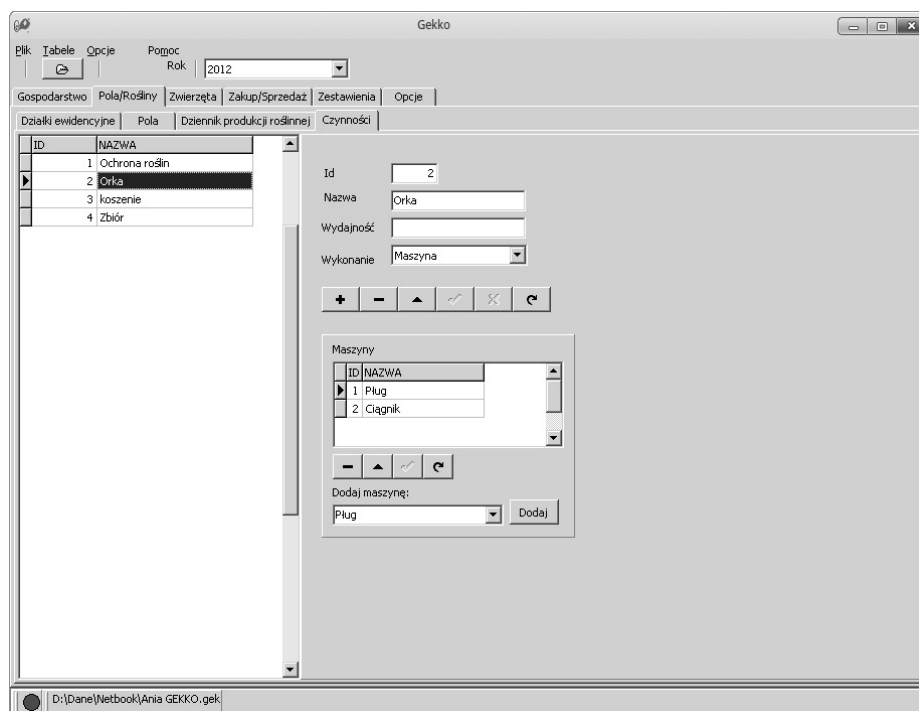 Gekko
Plik Tabele Opcje Pomoc
Rok 2012
Gospodarstwo Pola/Rośliny Zwierzęta Zakup/Sprzedaż Zestawienia Opcje
Działki ewidencyjne Pola Dziennik produkcji roślinnej Czynności
ID NAZWA
1 Ochrona roślin
2 Orka
3 koszenie
4 Zbiór
Id 2
Nazwa Orka
Wydajność
Wykonanie Maszyna
Maszyny
ID NAZWA
1 Pług
2 Ciągnik
Dodaj maszynę:
Pług Dodaj
D:\Dane\Netbook\Ania GEKKO.gek